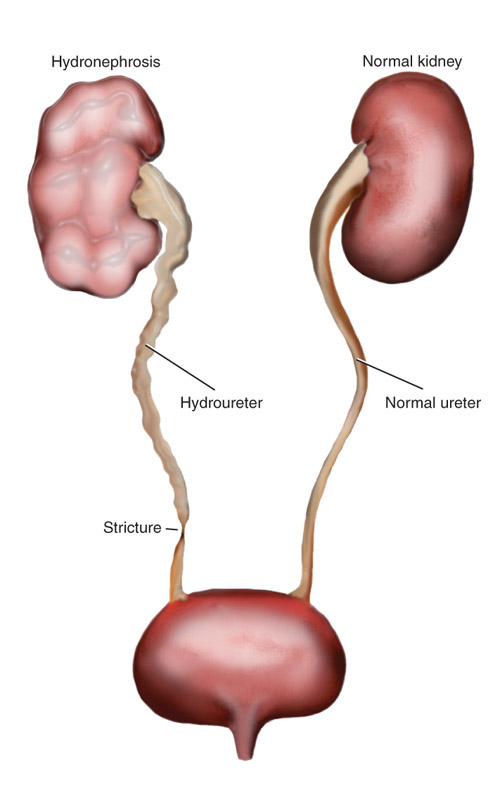 Hydronephrosis
Normal kidney
Hydroureter
Normal ureter
Stricture